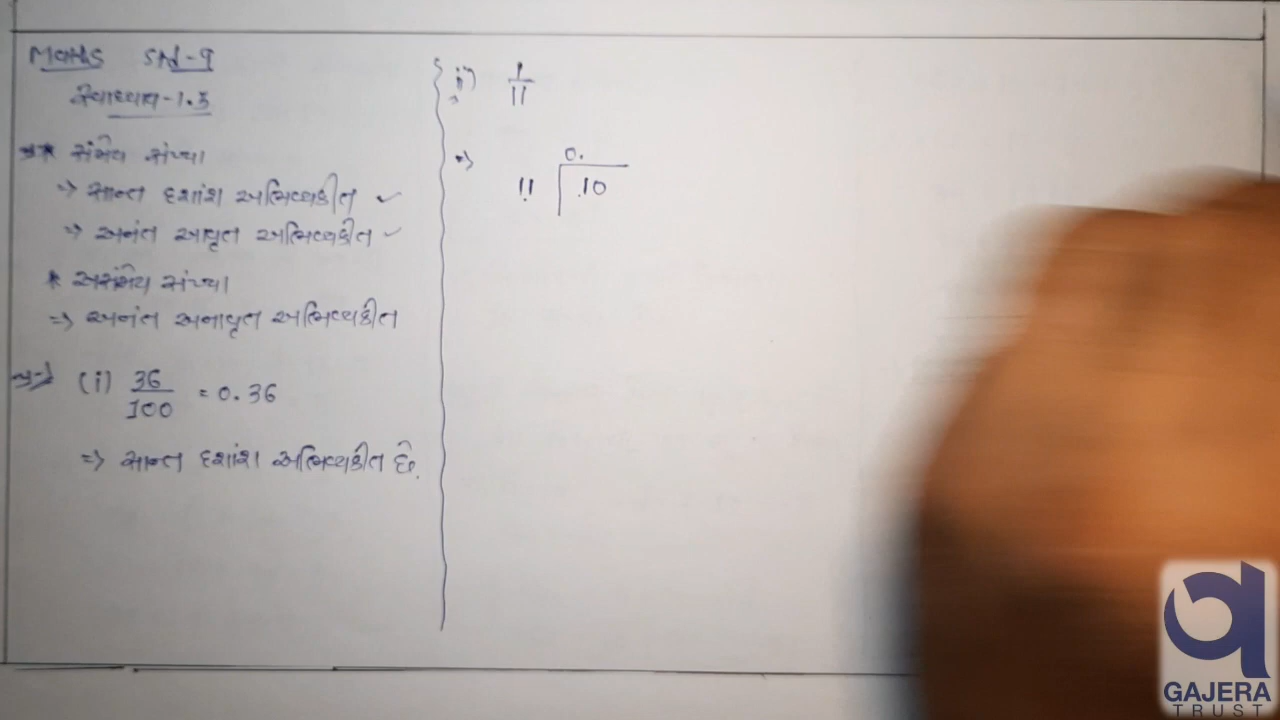 Maths Std-9
સ્વાધ્યાય-1.3
* સંમેય સંખ્યા
=> સાન્ત દશાંશ અભિવ્યક્તિ ✓
=> અનંત આવૃત અભિવ્યક્તિ ✓
* અસંમેય સંખ્યા
=> અનંત અનાવૃત અભિવ્યક્તિ
(i) 36/100 = 0.36
=> સાન્ત દશાંશ અભિવ્યક્તિ છે.
ii) 1/11
=> 0.
11 10
GAJERA
TRUST